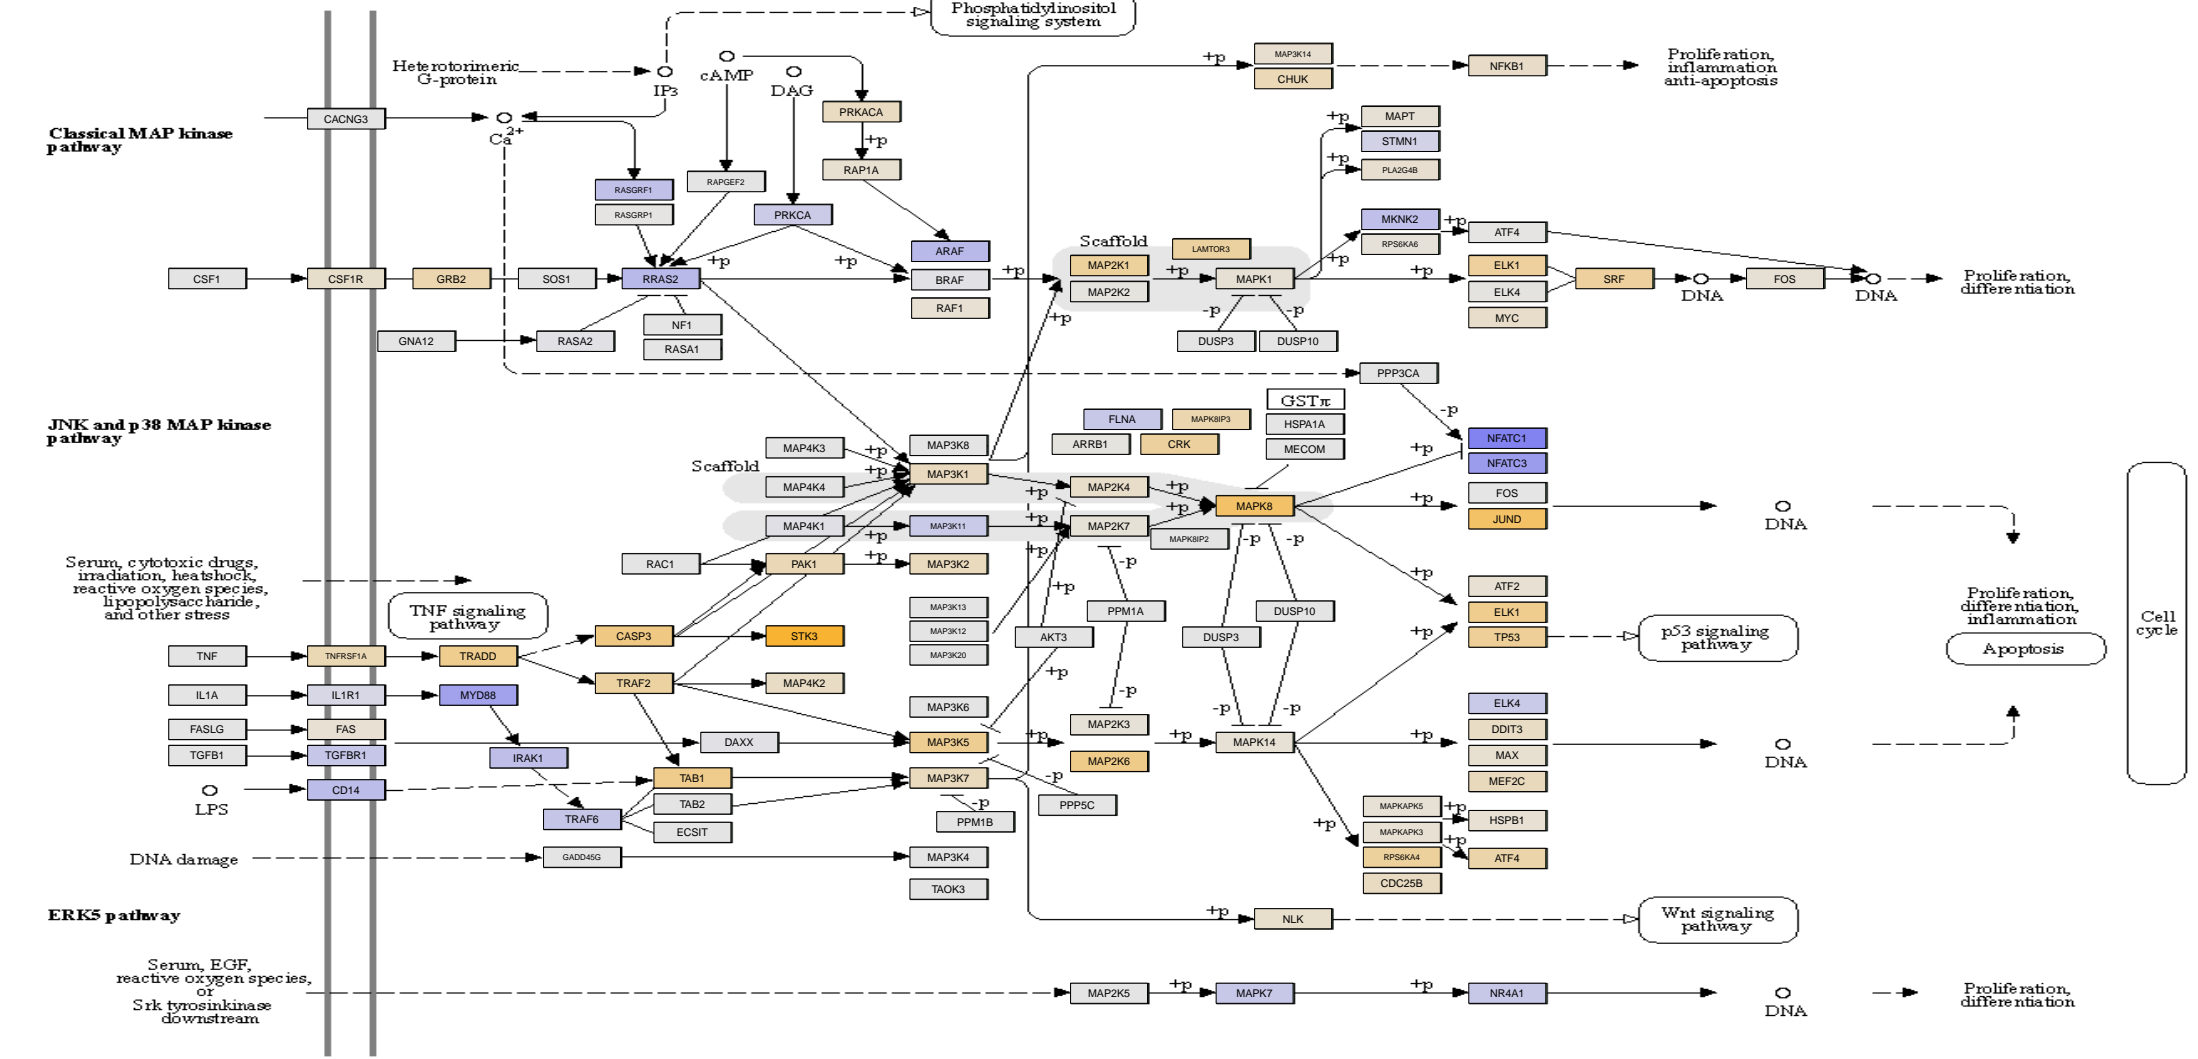 Phosphatidylinositol
signaling system
Heterotorimeric
G-protein
IP3
cAMP
DAG
PRKACA
+p
RAP1A
+p
MAP3K14
CHUK
NFKB1
Proliferation,
inflammation
anti-apoptosis
Classical MAP kinase
pathway
CACNG3
Ca2+
RASGRF1
RASGRP1
RAPGEF2
PRKCA
+p
MAPT
STMN1
+p
PLA2G4B
ARAF
BRAF
RAF1
Scaffold
LAMTOR3
MAP2K1
MAP2K2
+p
MAPK1
MKNK2
RPS6KA6
+p
ATF4
CSF1
CSF1R
GRB2
SOS1
RRAS2
+p
+p
+p
+p
+p
ELK1
ELK4
MYC
SRF
DNA
FOS
DNA
Proliferation,
differentiation
GNA12
RASA2
NF1
RASA1
+p
-p
-p
DUSP3
DUSP10
PPP3CA
-p
JNK and p38 MAP kinase
pathway
GSTπ
HSPA1A
MECOM
FLNA
MAPK8IP3
ARRB1
CRK
Scaffold
MAP4K3
MAP4K4
MAP4K1
+p
+p
+p
MAP3K8
MAP3K1
MAP3K11
+p
+p
+p
MAP2K4
MAP2K7
+p
+p
MAPK8IP2
MAPK8
+p
+p
+p
NFATC1
NFATC3
FOS
JUND
DNA
RAC1
PAK1
+p
MAP3K2
MAP3K13
MAP3K12
MAP3K20
+p
AKT3
+p
-p
PPM1A
-p
-p
-p
DUSP3
DUSP10
-p
-p
+p
ATF2
ELK1
TP53
p53 signaling
pathway
Serum, cytotoxic drugs,
irradiation, heatshock,
reactive oxygen species,
lipopolysaccharide,
and other stress
TNF signaling
pathway
CASP3
STK3
TNF
TNFRSF1A
TRADD
TRAF2
MAP4K2
IL1A
IL1R1
MYD88
FASLG
FAS
TGFB1
TGFBR1
IRAK1
DAXX
LPS
CD14
TAB1
TAB2
ECSIT
TRAF6
MAP3K6
MAP3K5
MAP3K7
+p
-p
PPM1B
-p
PPP5C
MAP2K3
MAP2K6
+p
MAPK14
+p
+p
ELK4
DDIT3
MAX
MEF2C
DNA
MAPKAPK5
MAPKAPK3
RPS6KA4
CDC25B
+p
+p
HSPB1
ATF4
Proliferation,
differentiation,
inflammation
Apoptosis
Cell
cycle
DNA damage
GADD45G
MAP3K4
TAOK3
ERK5 pathway
+p
NLK
Wnt signaling
pathway
Serum, EGF,
reactive oxygen species,
or
Srk tyrosinkinase
downstream
MAP2K5
+p
MAPK7
+p
NR4A1
DNA
Proliferation,
differentiation